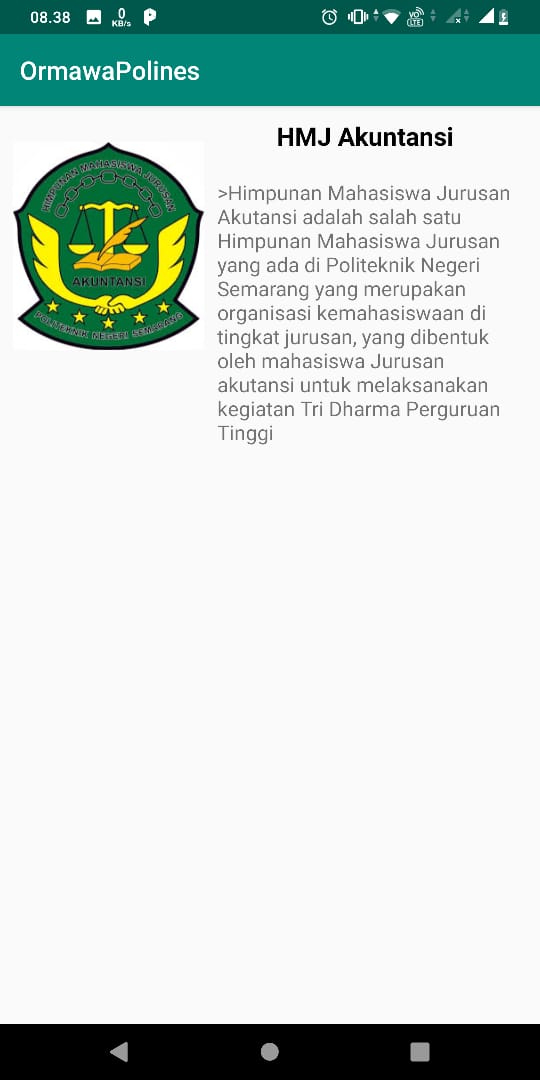 08.38
0
KB/s
VO
LTE
OrmawaPolines
HMJ Akuntansi
HIMPUNAN MAHASISWA JURUSAN
AKUNTANSI
POLITEKNIK NEGERI SEMARANG
>Himpunan Mahasiswa Jurusan
Akutansi adalah salah satu
Himpunan Mahasiswa Jurusan
yang ada di Politeknik Negeri
Semarang yang merupakan
organisasi kemahasiswaan di
tingkat jurusan, yang dibentuk
oleh mahasiswa Jurusan
akutansi untuk melaksanakan
kegiatan Tri Dharma Perguruan
Tinggi